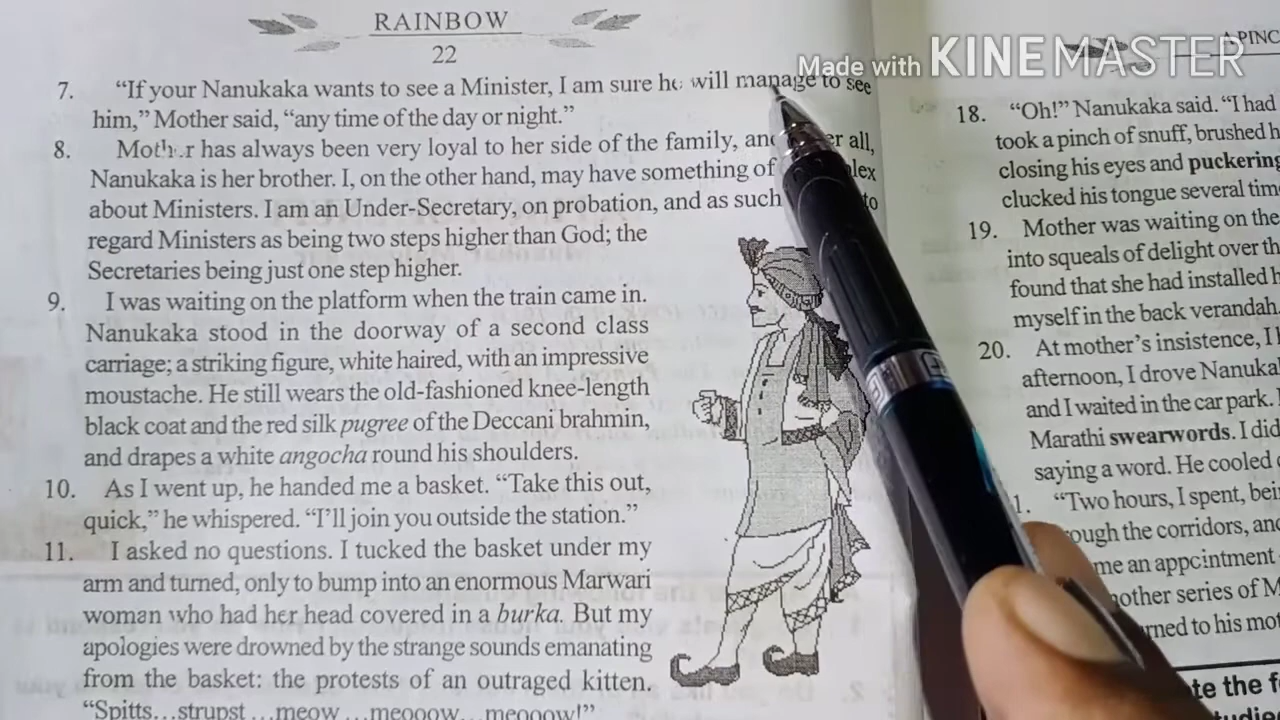 RAINBOW
22
Made with KINEMASTER
7. “If your Nanukaka wants to see a Minister, I am sure he will manage to see
him,” Mother said, “any time of the day or night.”
8. Mother has always been very loyal to her side of the family, and all,
Nanukaka is her brother. I, on the other hand, may have something of
about Ministers. I am an Under-Secretary, on probation, and as such to
regard Ministers as being two steps higher than God; the
Secretaries being just one step higher.
9. I was waiting on the platform when the train came in.
Nanukaka stood in the doorway of a second class
carriage; a striking figure, white haired, with an impressive
moustache. He still wears the old-fashioned knee-length
black coat and the red silk pugree of the Deccani brahmin,
and drapes a white angocha round his shoulders.
10. As I went up, he handed me a basket. “Take this out,
quick,” he whispered. “I’ll join you outside the station.”
11. I asked no questions. I tucked the basket under my
arm and turned, only to bump into an enormous Marwari
woman who had her head covered in a burka. But my
apologies were drowned by the strange sounds emanating
from the basket: the protests of an outraged kitten.
“Spitts...strupst...meow...meooow...meooow!”
A PINC
18. “Oh!” Nanukaka said. “I had
took a pinch of snuff, brushed h
closing his eyes and puckering
clucked his tongue several tim
19. Mother was waiting on the
into squeals of delight over th
found that she had installed h
myself in the back verandah.
20. At mother’s insistence, I
afternoon, I drove Nanuka
and I waited in the car park.
Marathi swearwords. I did
saying a word. He cooled
1. “Two hours, I spent, bei
rough the corridors, and
me an appointment
nother series of M
rned to his mot
te the f